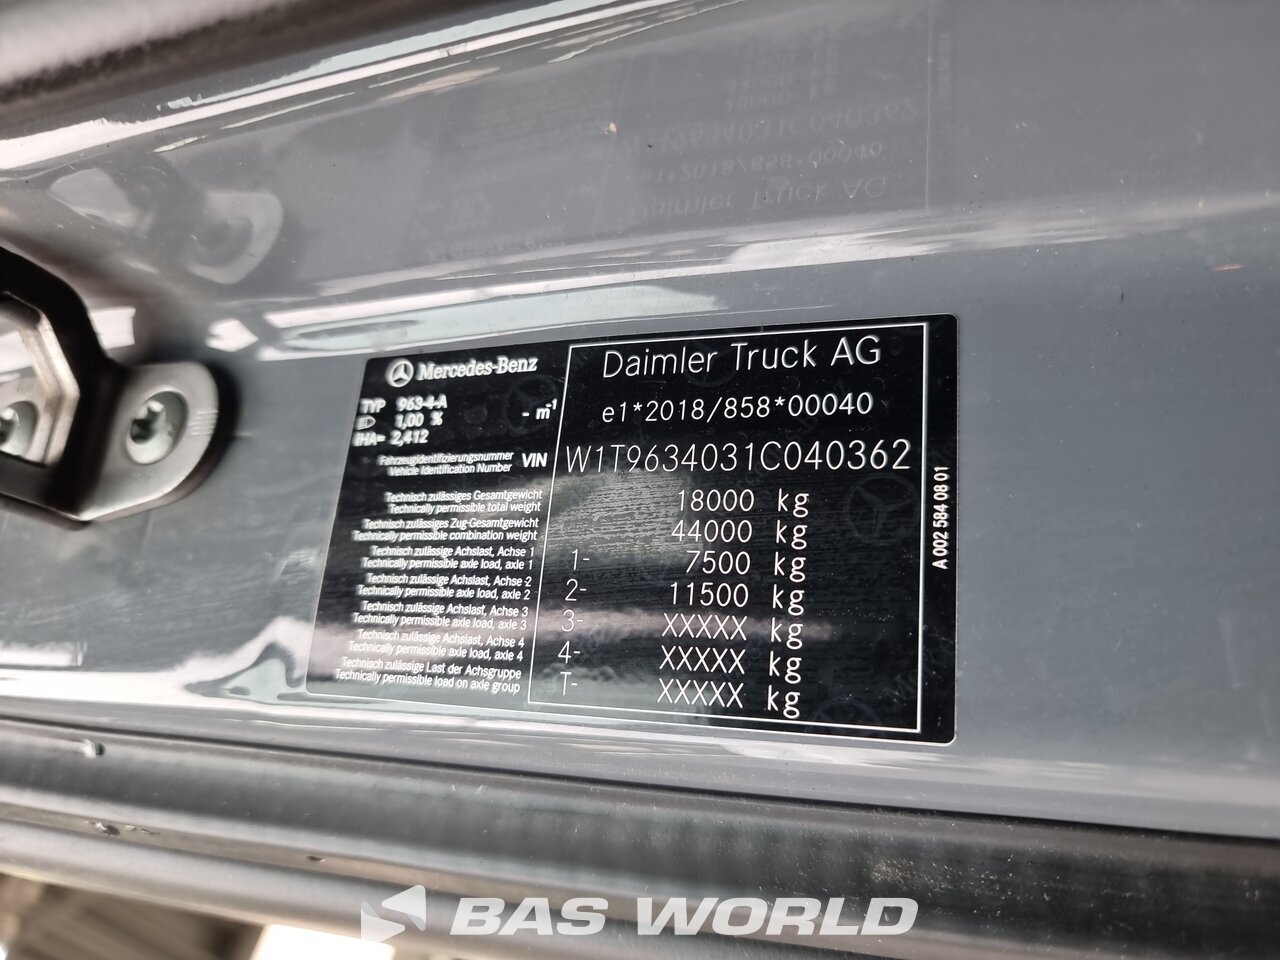 Mercedes-Benz
TYP 963-4-A
1,00 % - m-1
IHA= 2,412
Fahrzeugidentifizierungsnummer
Vehicle Identification Number VIN
Daimler Truck AG
e1*2018/858*00040
W1T9634031C040362
Technisch zulässiges Gesamtgewicht
Technically permissible total weight
18000 kg
Technisch zulässiges Zug-Gesamtgewicht
Technically permissible combination weight
44000 kg
Technisch zulässige Achslast, Achse 1
Technically permissible axle load, axle 1
1- 7500 kg
Technisch zulässige Achslast, Achse 2
Technically permissible axle load, axle 2
2- 11500 kg
Technisch zulässige Achslast, Achse 3
Technically permissible axle load, axle 3
3- XXXXX kg
Technisch zulässige Achslast, Achse 4
Technically permissible axle load, axle 4
4- XXXXX kg
Technisch zulässige Last der Achsgruppe
Technically permissible load on axle group
T- XXXXX kg
A 002 584 08 01
BAS WORLD